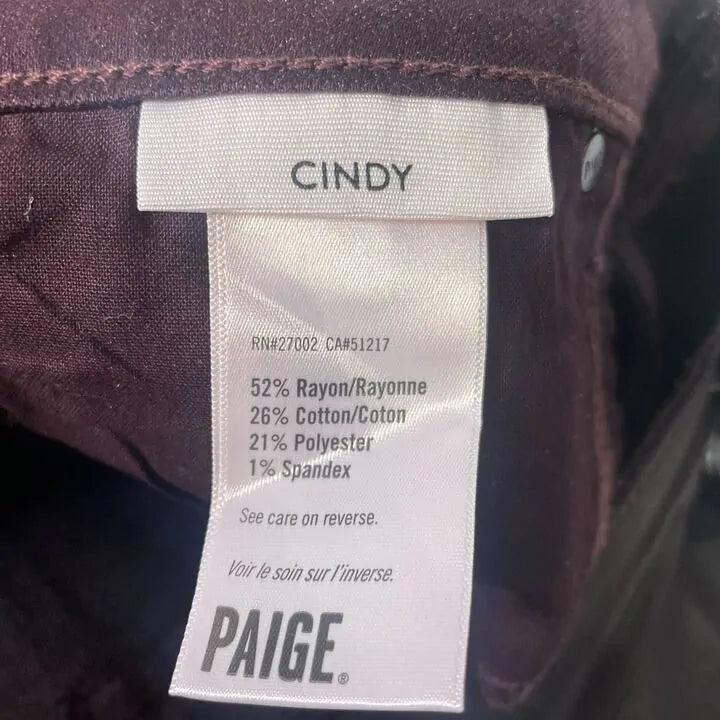 CINDY
RN#27002 CA#51217
52% Rayon/Rayonne
26% Cotton/Coton
21% Polyester
1% Spandex
See care on reverse.
Voir le soin sur l'inverse.
PAIGE®